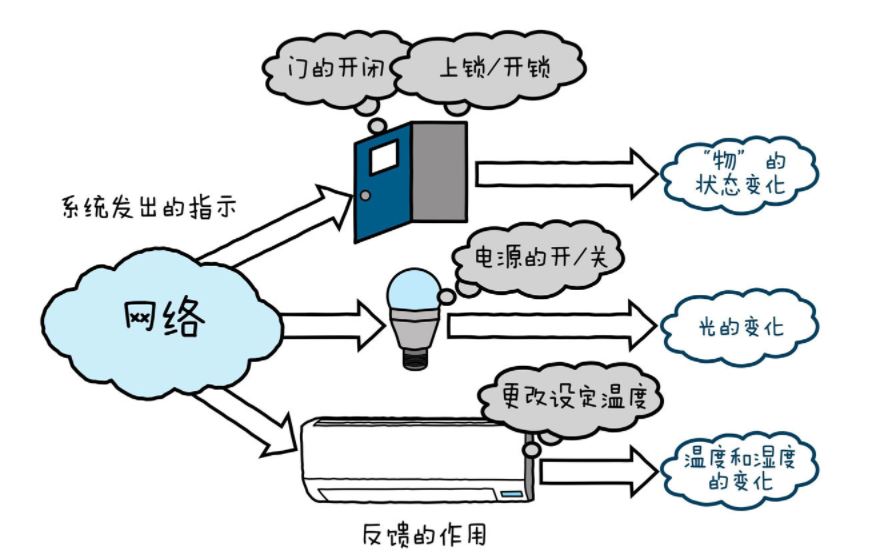 门的开闭
上锁/开锁
“物” 的
状态变化
系统发出的指示
电源的开/关
网络
光的变化
更改设定温度
温度和湿度
的变化
反馈的作用